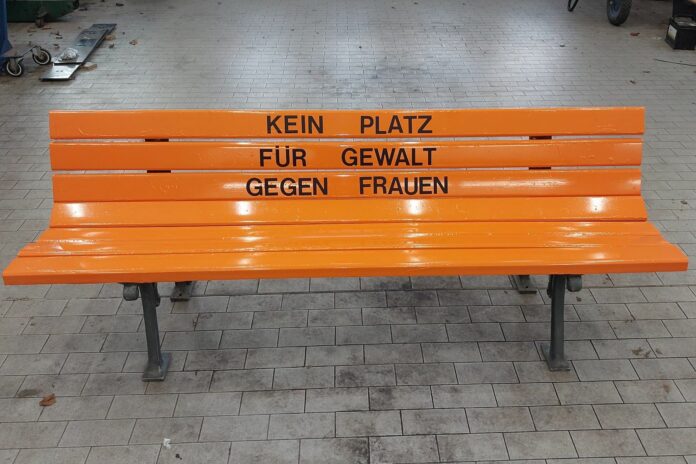 KEIN PLATZ
FÜR GEWALT
GEGEN FRAUEN